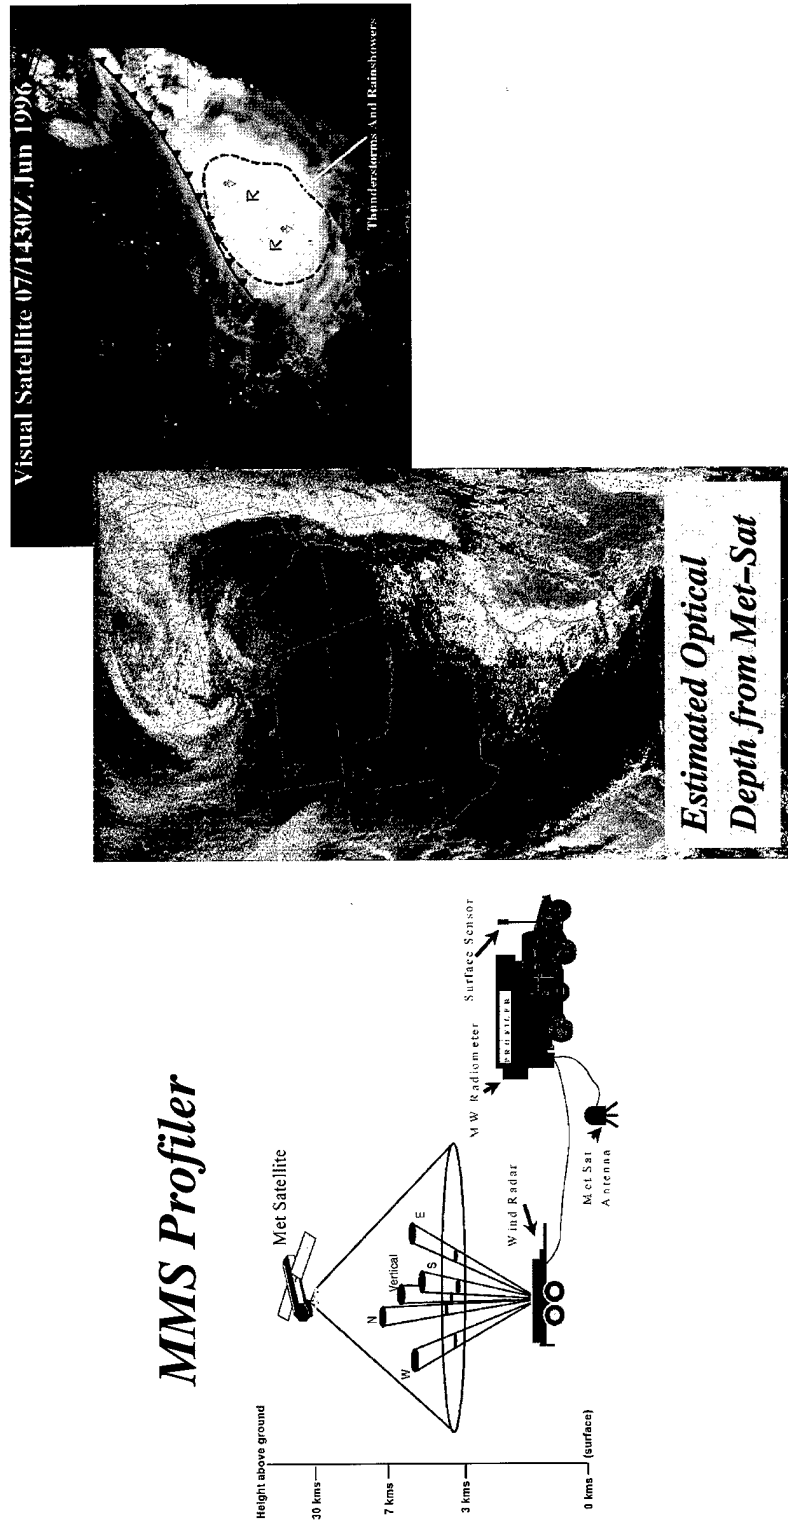 MMS Profiler
Height above ground
30 kms
7 kms
3 kms
0 kms
(surface)
Met Satellite
W
N
Vertical
S
E
Wind Radar
Met Sat
Antenna
MW Radiometer
Surface Sensor
PROFILER
Estimated Optical
Depth from Met-Sat
Visual Satellite 07/1430Z Jun 1996
Thunderstorms And Rainshowers